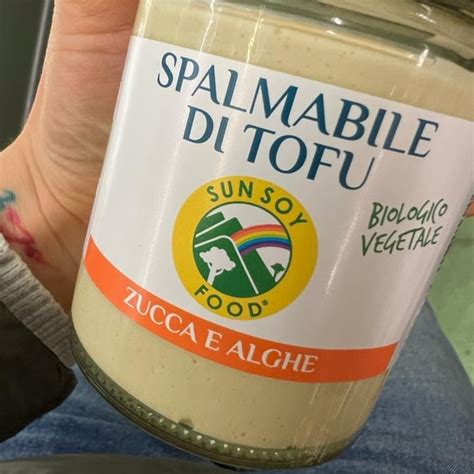 SPALMABILE
DI TOFU
SUN SOY
FOOD®
BIOLOGICO
VEGETALE
ZUCCA E ALGHE